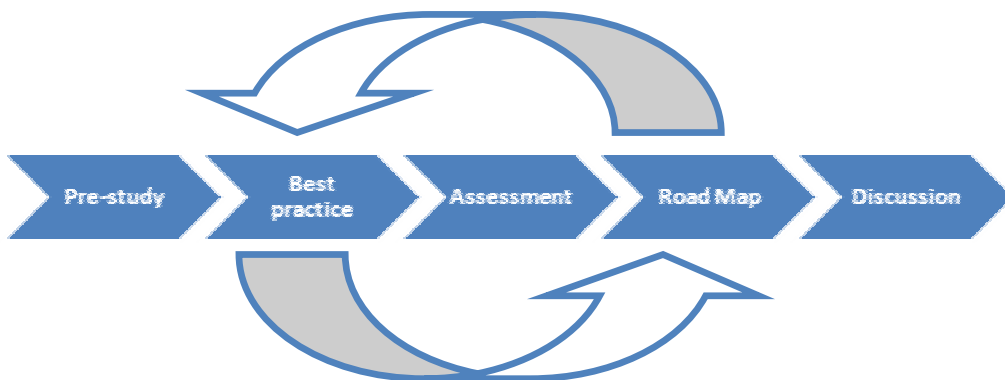 Pre-study
Best
practice
Assessment
Road Map
Discussion